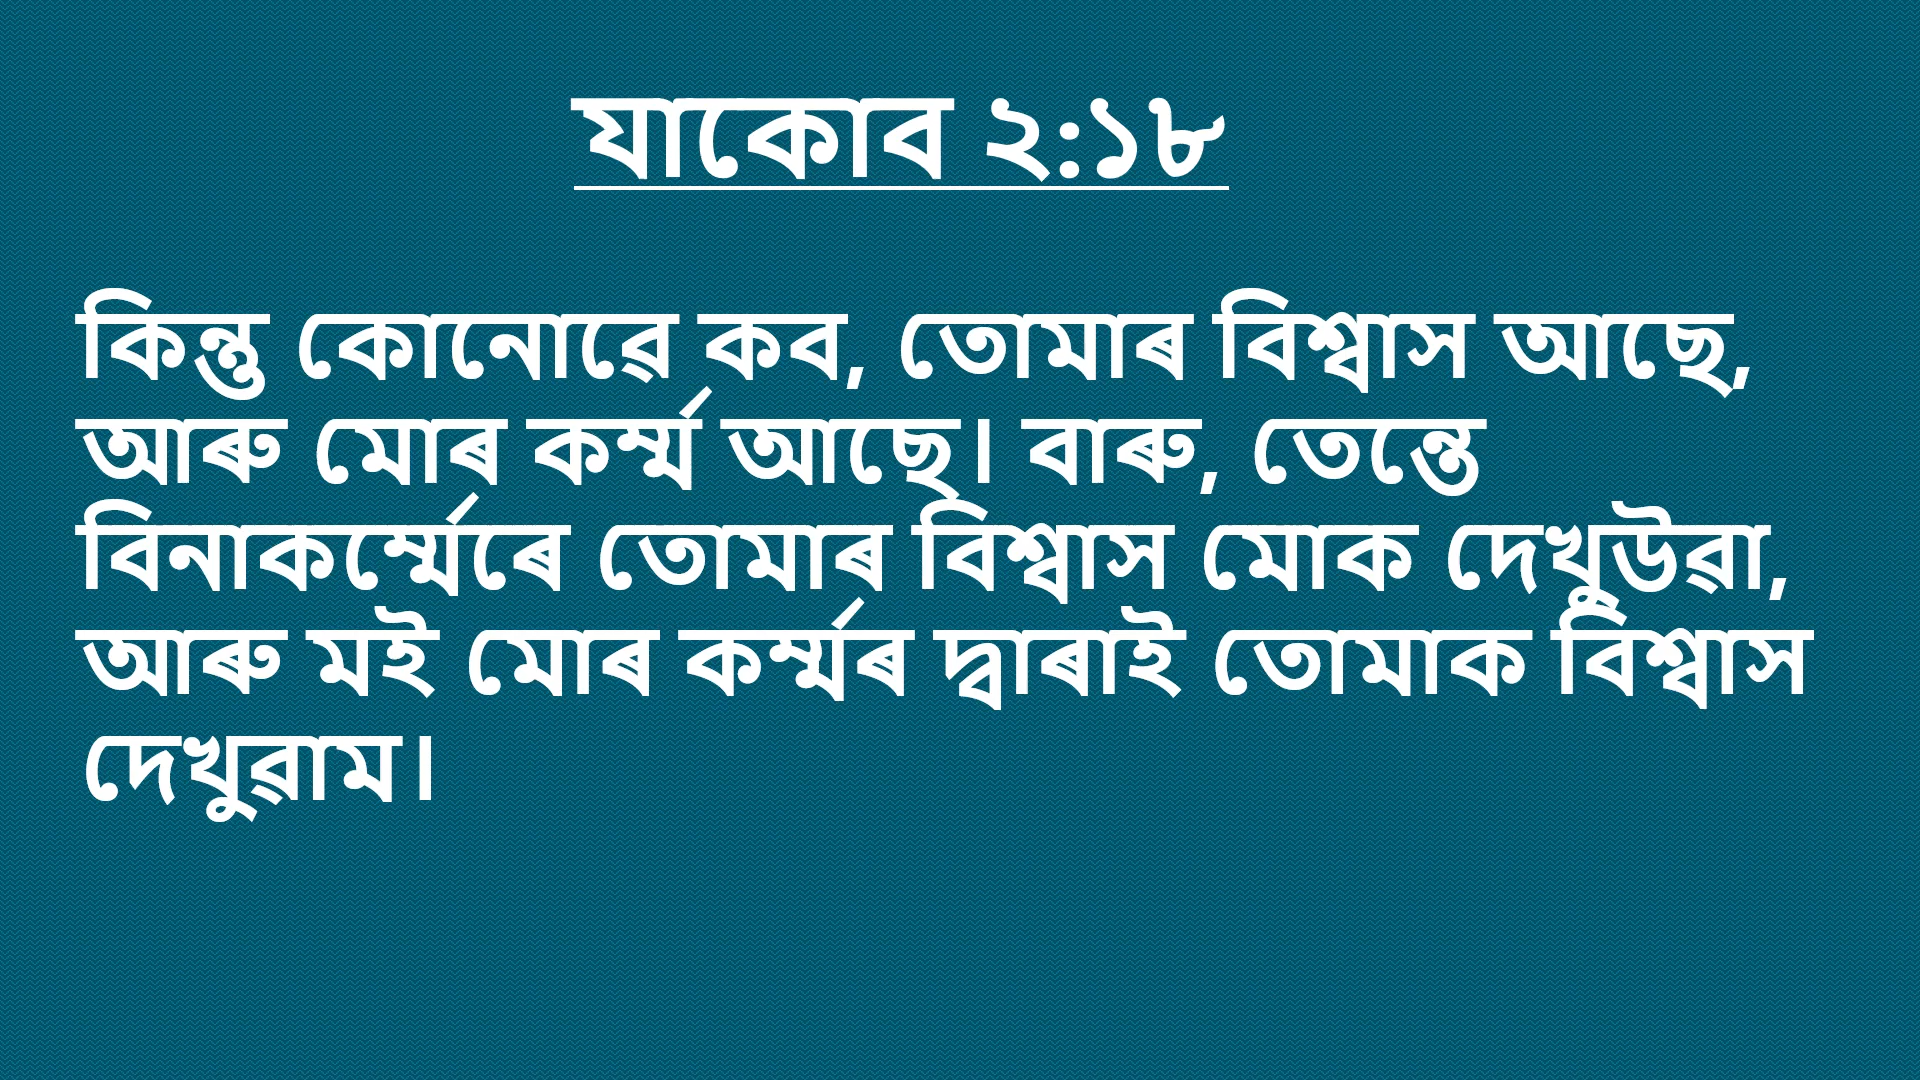 যাকোব ২:১৮
কিন্তু কোনোৱে কব, তোমাৰ বিশ্বাস আছে,
আৰু মোৰ কৰ্ম্ম আছে। বাৰু, তেন্তে
বিনাকৰ্ম্মেৰে তোমাৰ বিশ্বাস মোক দেখুউৱা,
আৰু মই মোৰ কৰ্ম্মৰ দ্বাৰাই তোমাক বিশ্বাস
দেখুৱাম।